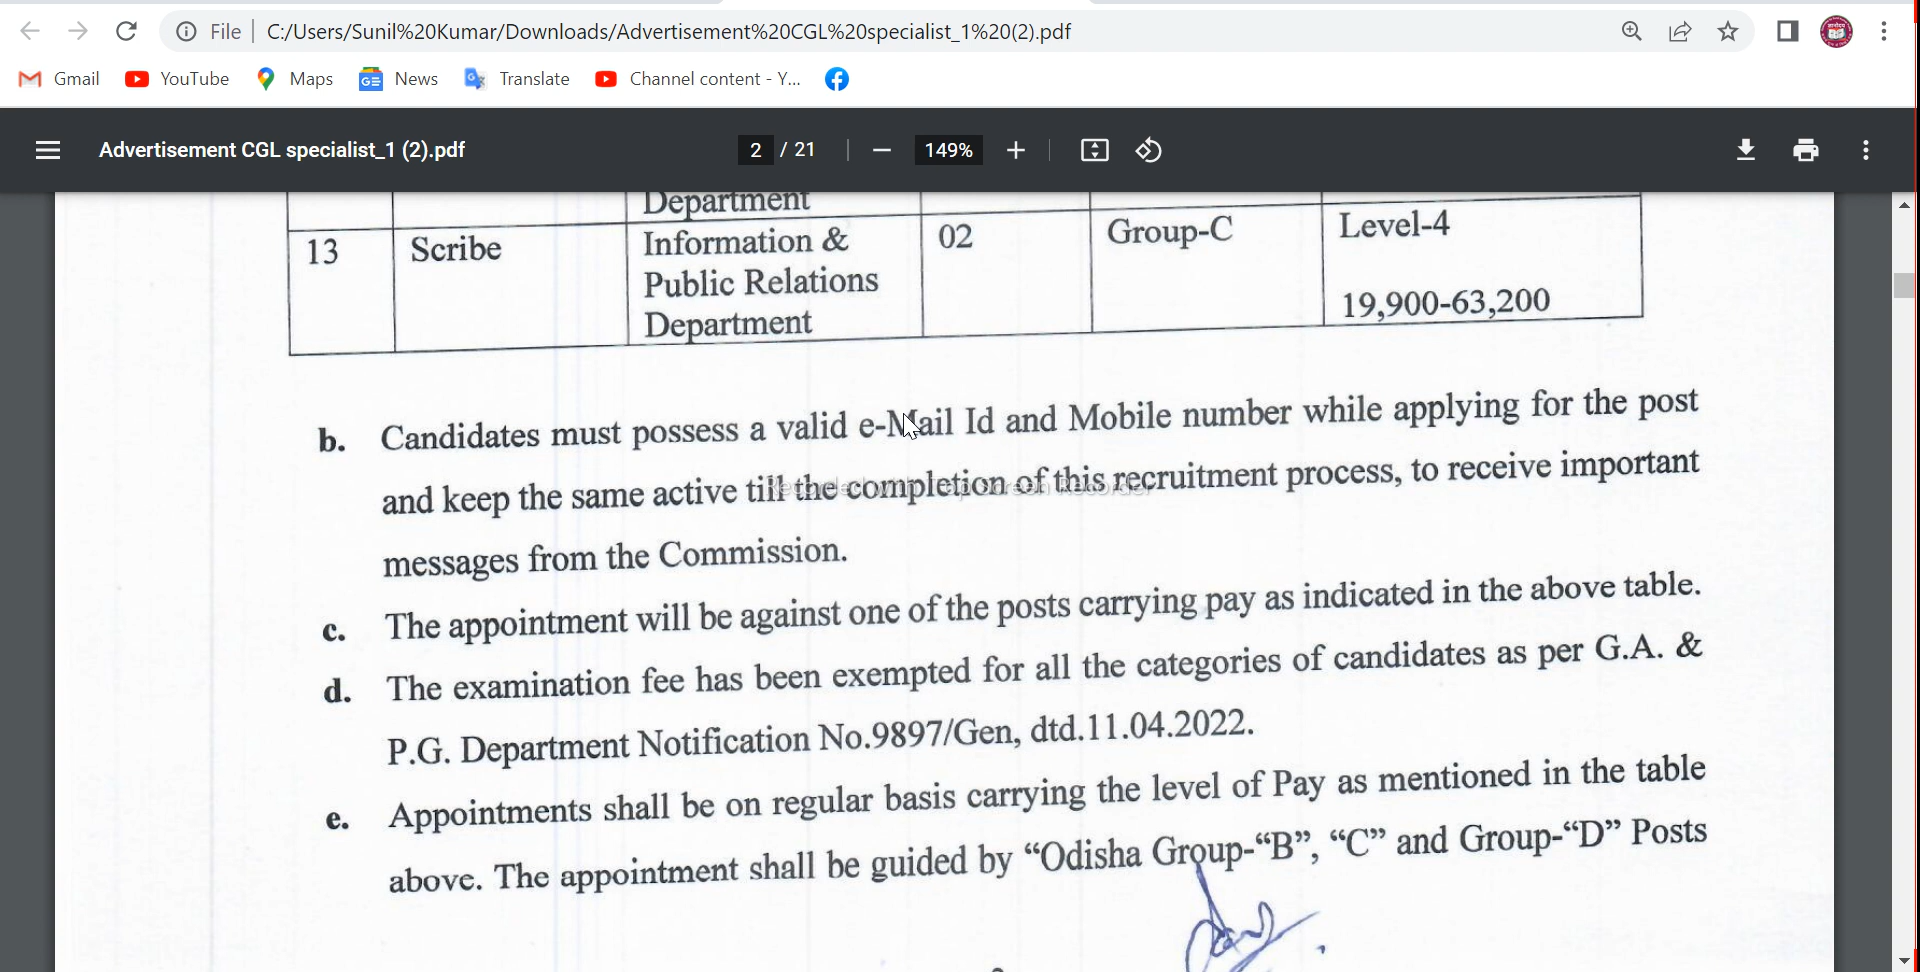 File
C:/Users/Sunil%20Kumar/Downloads/Advertisement%20CGL%20specialist_1%20(2).pdf
Gmail YouTube Maps News Translate Channel content - Y...
Advertisement CGL specialist_1 (2).pdf
2 / 21
149%
Department
13 Scribe Information & 02 Group-C Level-4
Public Relations
Department 19,900-63,200
b. Candidates must possess a valid e-Mail Id and Mobile number while applying for the post
and keep the same active till the completion of this recruitment process, to receive important
Recorded with iTop Screen Recorder
messages from the Commission.
c. The appointment will be against one of the posts carrying pay as indicated in the above table.
d. The examination fee has been exempted for all the categories of candidates as per G.A. &
P.G. Department Notification No.9897/Gen, dtd.11.04.2022.
e. Appointments shall be on regular basis carrying the level of Pay as mentioned in the table
above. The appointment shall be guided by “Odisha Group-“B”, “C” and Group-“D” Posts